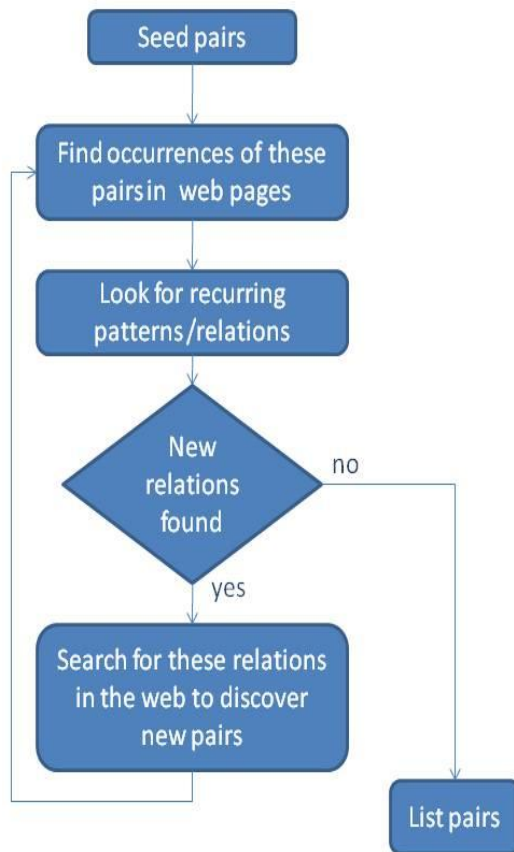 Seed pairs
Find occurrences of these
pairs in web pages
Look for recurring
patterns/relations
New
relations
found
no
yes
Search for these relations
in the web to discover
new pairs
List pairs